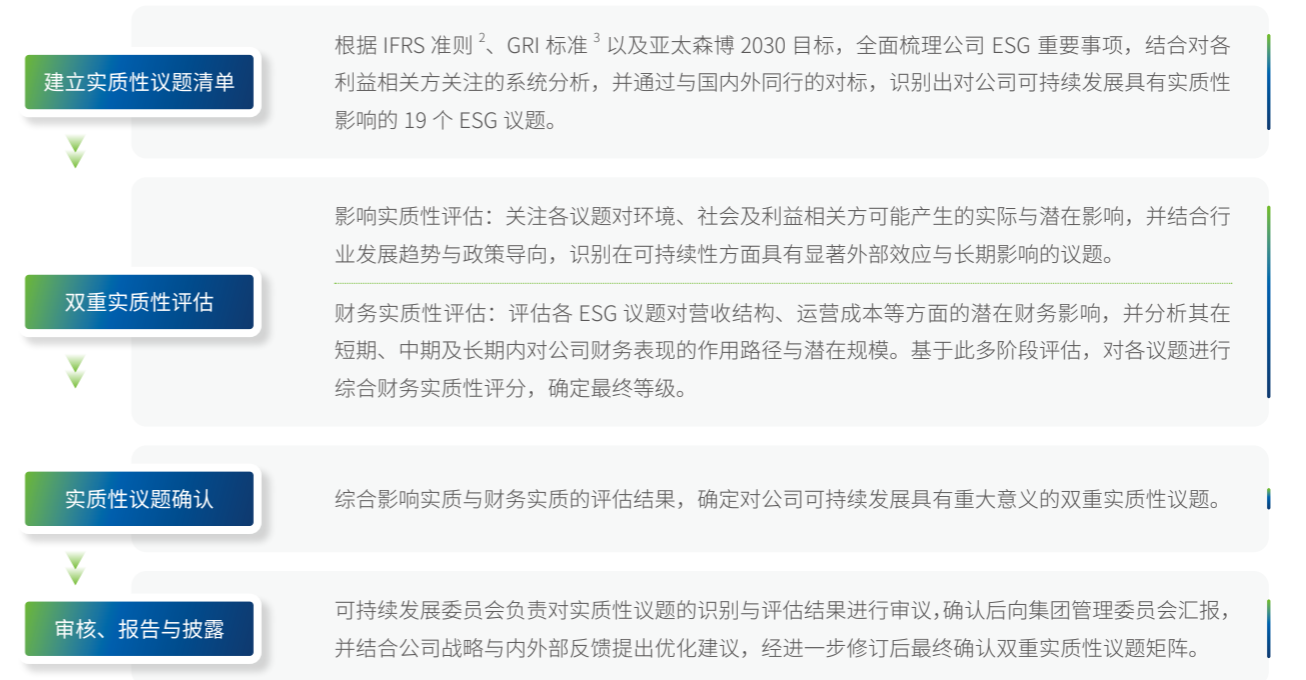 建立实质性议题清单
根据 IFRS 准则 2、GRI 标准 3 以及亚太森博 2030 目标，全面梳理公司 ESG 重要事项，结合对各
利益相关方关注的系统分析，并通过与国内外同行的对标，识别出对公司可持续发展具有实质性
影响的 19 个 ESG 议题。
双重实质性评估
影响实质性评估：关注各议题对环境、社会及利益相关方可能产生的实际与潜在影响，并结合行
业发展趋势与政策导向，识别在可持续性方面具有显著外部效应与长期影响的议题。
财务实质性评估：评估各 ESG 议题对营收结构、运营成本等方面的潜在财务影响，并分析其在
短期、中期及长期内对公司财务表现的作用路径与潜在规模。基于此多阶段评估，对各议题进行
综合财务实质性评分，确定最终等级。
实质性议题确认
综合影响实质与财务实质的评估结果，确定对公司可持续发展具有重大意义的双重实质性议题。
审核、报告与披露
可持续发展委员会负责对实质性议题的识别与评估结果进行审议，确认后向集团管理委员会汇报，
并结合公司战略与内外部反馈提出优化建议，经进一步修订后最终确认双重实质性议题矩阵。